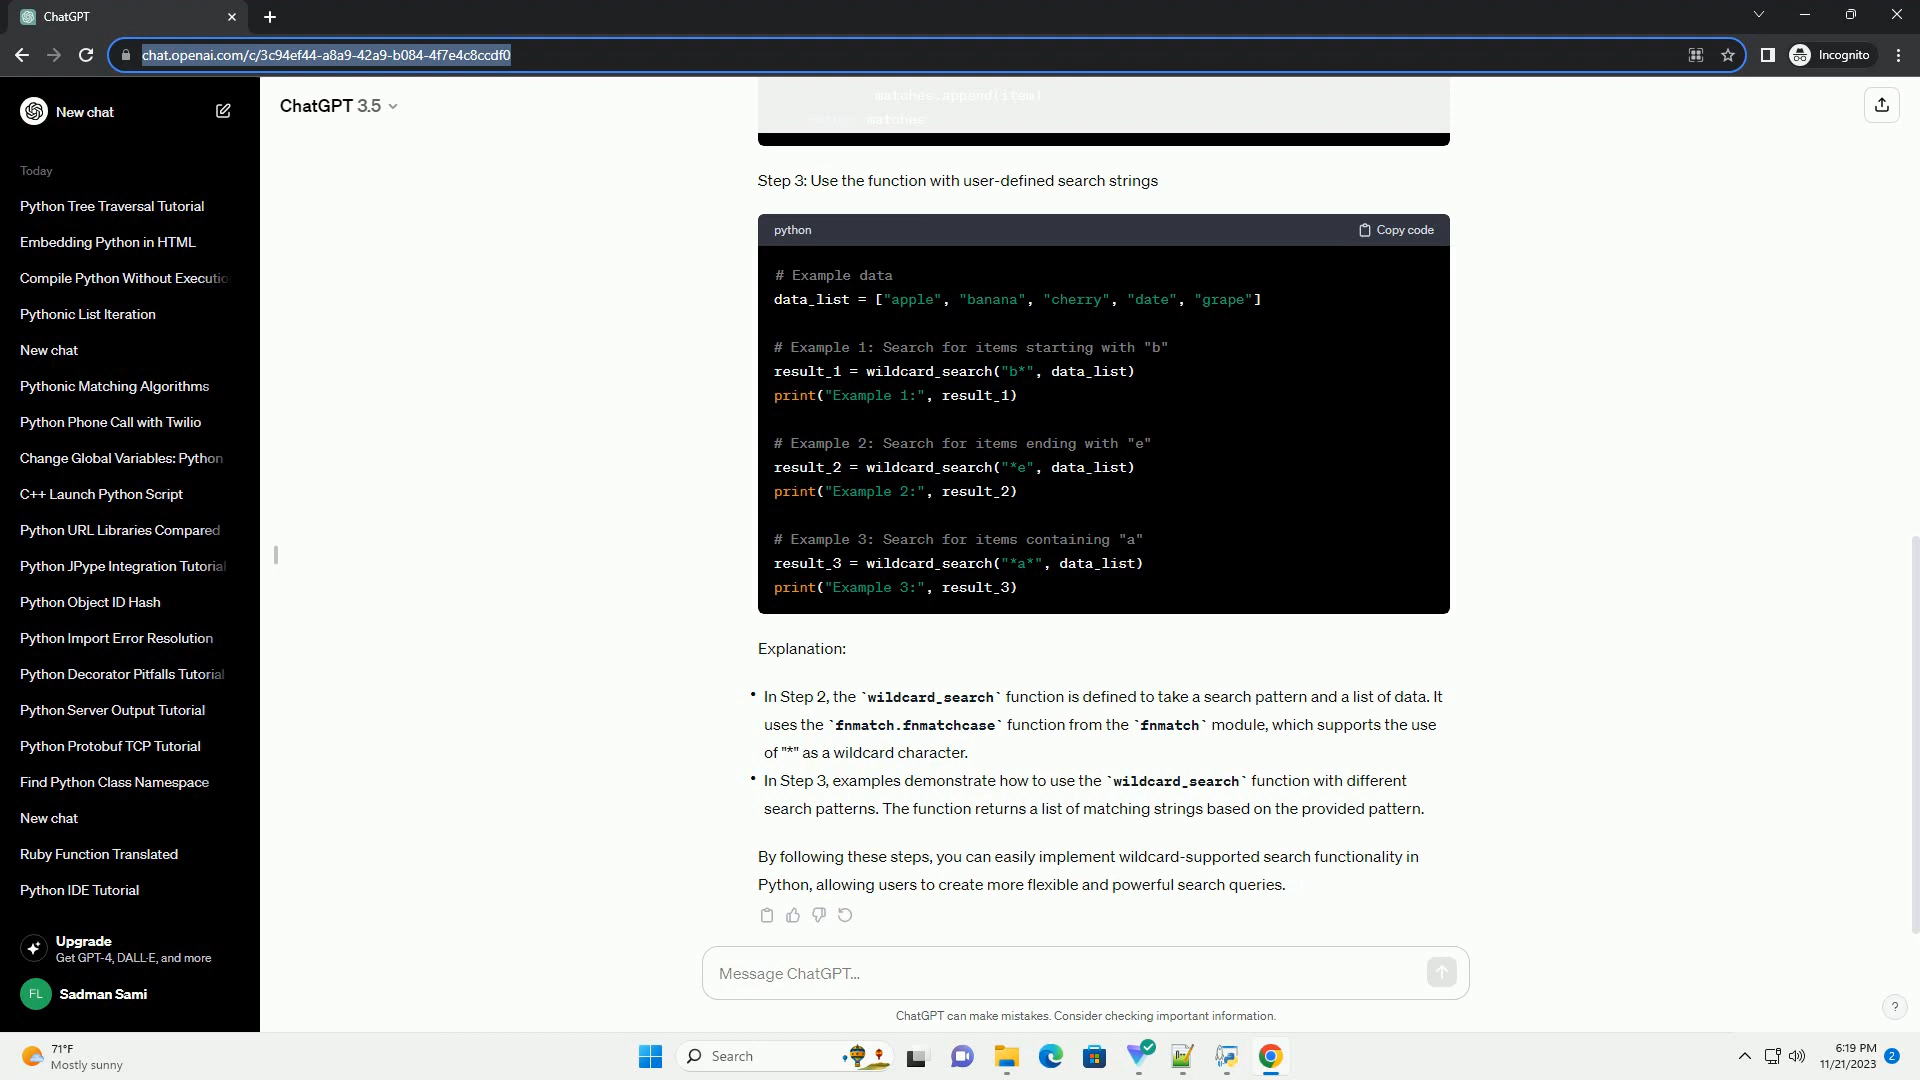 ChatGPT
chat.openai.com/c/3c94ef44-a8a9-42a9-b084-4f7e4c8ccdf0
Incognito
New chat
Today
Python Tree Traversal Tutorial
Embedding Python in HTML
Compile Python Without Executio
Pythonic List Iteration
New chat
Pythonic Matching Algorithms
Python Phone Call with Twilio
Change Global Variables: Python
C++ Launch Python Script
Python URL Libraries Compared
Python JPype Integration Tutorial
Python Object ID Hash
Python Import Error Resolution
Python Decorator Pitfalls Tutorial
Python Server Output Tutorial
Python Protobuf TCP Tutorial
Find Python Class Namespace
New chat
Ruby Function Translated
Python IDE Tutorial
Upgrade
Get GPT-4, DALL·E, and more
FL
Sadman Sami
ChatGPT 3.5
matches.append(item)
matches
Step 3: Use the function with user-defined search strings
python
Copy code
# Example data
data_list = ["apple", "banana", "cherry", "date", "grape"]
# Example 1: Search for items starting with "b"
result_1 = wildcard_search("b*", data_list)
print("Example 1:", result_1)
# Example 2: Search for items ending with "e"
result_2 = wildcard_search("*e", data_list)
print("Example 2:", result_2)
# Example 3: Search for items containing "a"
result_3 = wildcard_search("*a*", data_list)
print("Example 3:", result_3)
Explanation:
• In Step 2, the `wildcard_search` function is defined to take a search pattern and a list of data. It
uses the `fnmatch.fnmatchcase` function from the `fnmatch` module, which supports the use
of "*" as a wildcard character.
• In Step 3, examples demonstrate how to use the `wildcard_search` function with different
search patterns. The function returns a list of matching strings based on the provided pattern.
By following these steps, you can easily implement wildcard-supported search functionality in
Python, allowing users to create more flexible and powerful search queries.
Message ChatGPT...
ChatGPT can make mistakes. Consider checking important information.
?
71°F
Mostly sunny
Search
6:19 PM
11/21/2023
2